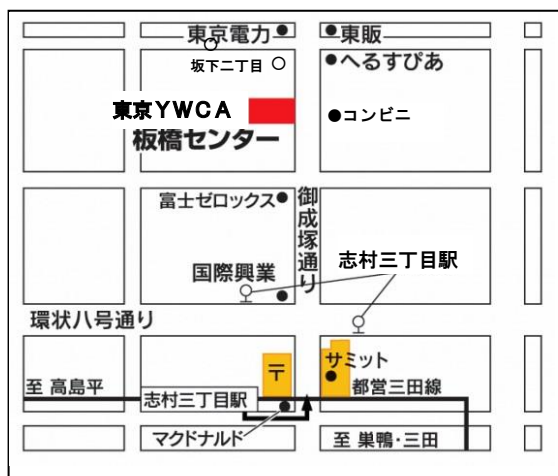 東京電力
東販
坂下二丁目
へるすぴあ
東京YWCA
板橋センター
コンビニ
富士ゼロックス
御成塚通り
国際興業
志村三丁目駅
環状八号通り
サミット
〒
至 高島平
志村三丁目駅
都営三田線
マクドナルド
至 巣鴨・三田